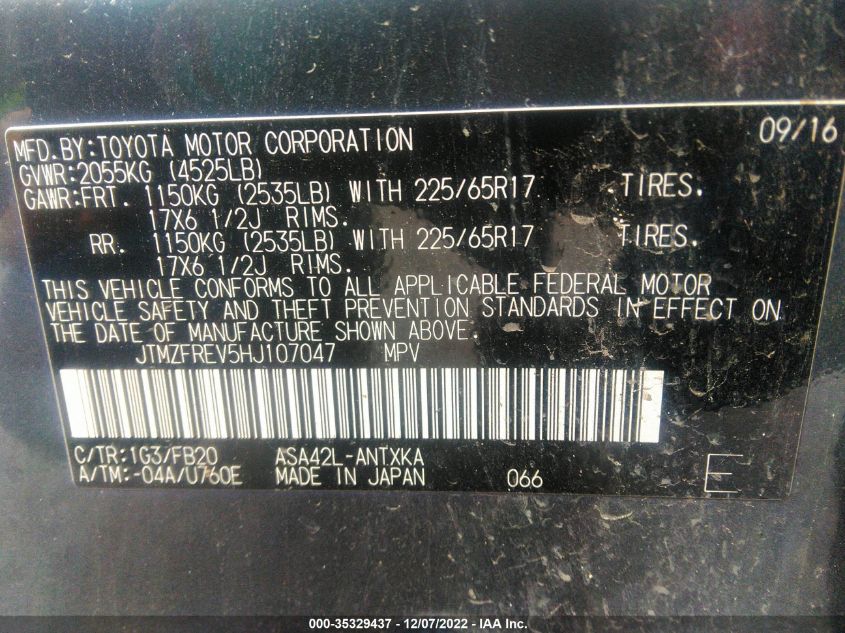 09/16
MFD.BY:TOYOTA MOTOR CORPORATION
GVWR:2055KG (4525LB)
GAWR:FRT. 1150KG (2535LB) WITH 225/65R17 TIRES.
17X6 1/2J RIMS.
RR. 1150KG (2535LB) WITH 225/65R17 TIRES.
17X6 1/2J RIMS.
THIS VEHICLE CONFORMS TO ALL APPLICABLE FEDERAL MOTOR
VEHICLE SAFETY AND THEFT PREVENTION STANDARDS IN EFFECT ON
THE DATE OF MANUFACTURE SHOWN ABOVE.
JTMZFREV5HJ107047 MPV
C/TR:1G3/FB20 ASA42L-ANTXKA
A/TM:-04A/U760E MADE IN JAPAN 066 E
000-35329437 - 12/07/2022 - IAA Inc.